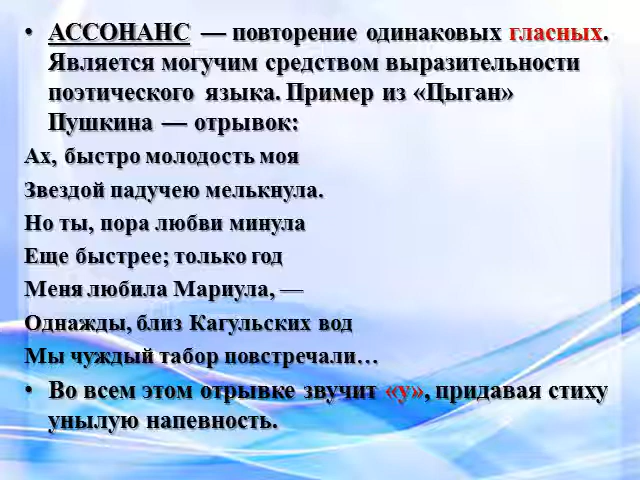 • АССОНАНС — повторение одинаковых гласных.
Является могучим средством выразительности
поэтического языка. Пример из «Цыган»
Пушкина — отрывок:
Ах, быстро молодость моя
Звездой падучею мелькнула.
Но ты, пора любви минула
Еще быстрее; только год
Меня любила Мариула, —
Однажды, близ Кагульских вод
Мы чуждый табор повстречали…
• Во всем этом отрывке звучит «у», придавая стиху
унылую напевность.